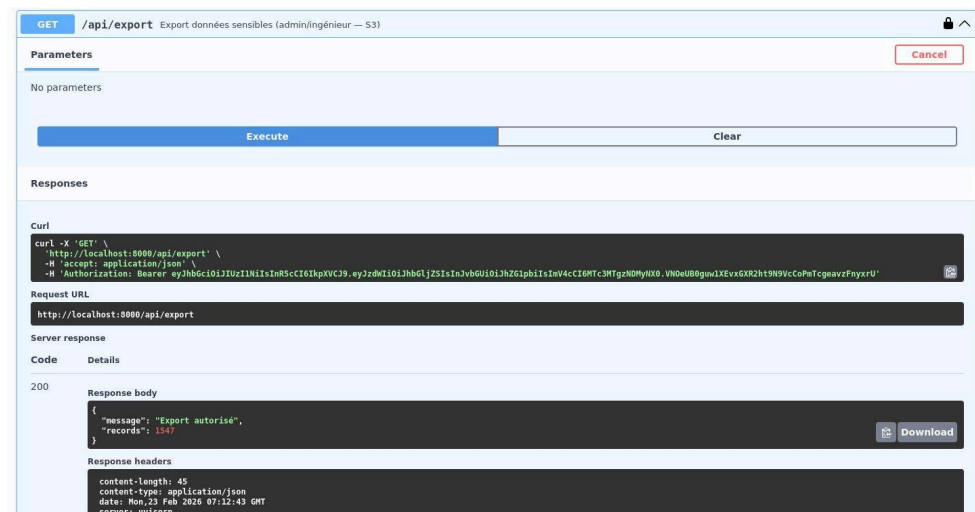 GET /api/export Export données sensibles (admin/ingénieur — S3)
Parameters
Cancel
No parameters
Execute
Clear
Responses
Curl
curl -X 'GET' \
'http://localhost:8000/api/export' \
-H 'accept: application/json' \
-H 'Authorization: Bearer eyJhbGciOiJIUzI1NiIsInR5cCI6IkpXVCJ9.eyJzdWIiOiJhbGljZSIsInJvbGUiOiJhZG1pbiIsImV4cCI6MTc3MTgzNDMyNX0.VNOeUB0guw1XEvxGXR2ht9N9VcCoPmTcgeavzFnyxrU'
Request URL
http://localhost:8000/api/export
Server response
Code Details
200
Response body
{
"message": "Export autorisé",
"records": 1547
}
Download
Response headers
content-length: 45
content-type: application/json
date: Mon,23 Feb 2026 07:12:43 GMT
server: uvicorn